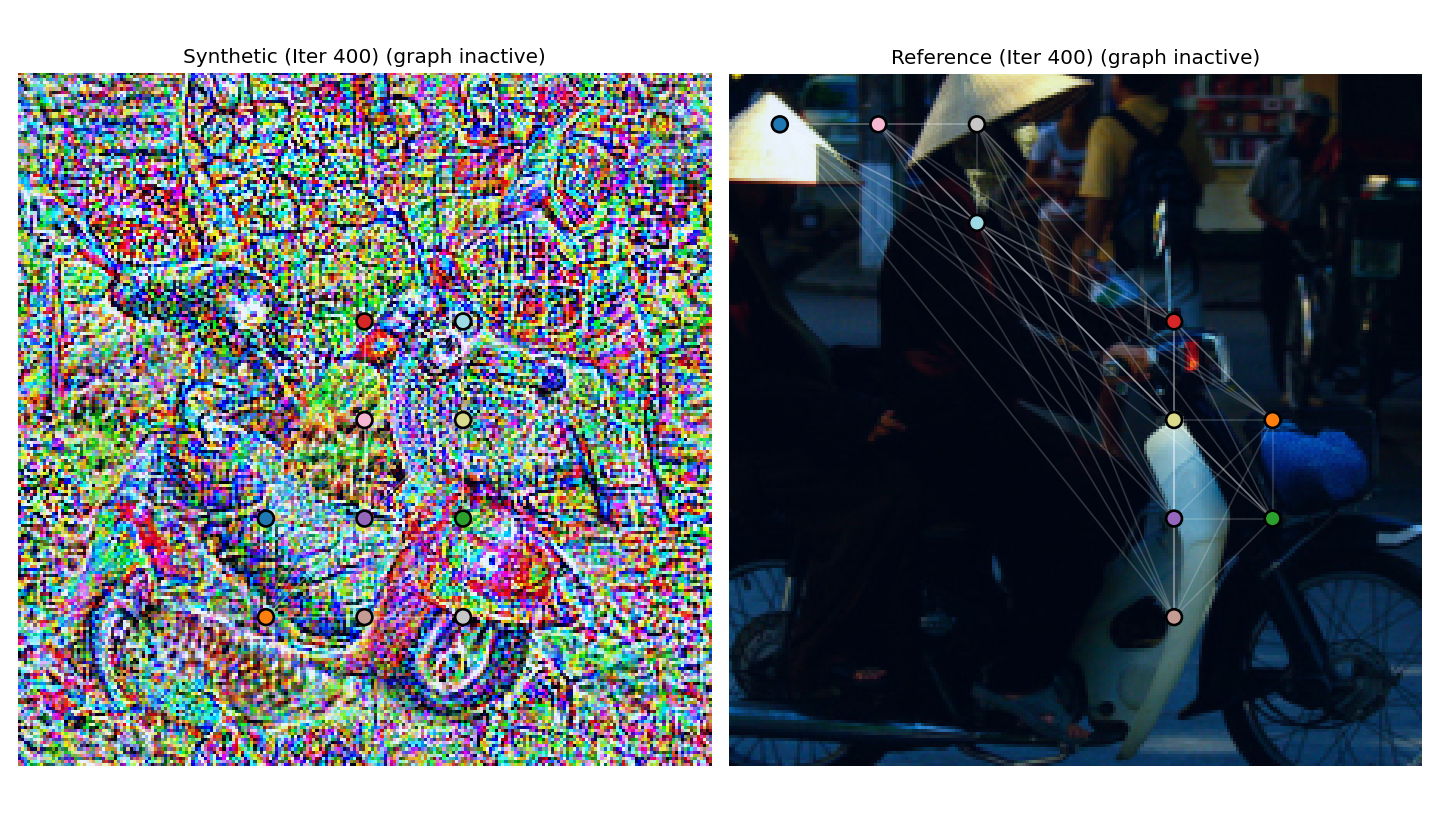 Synthetic (Iter 400) (graph inactive)
Reference (Iter 400) (graph inactive)